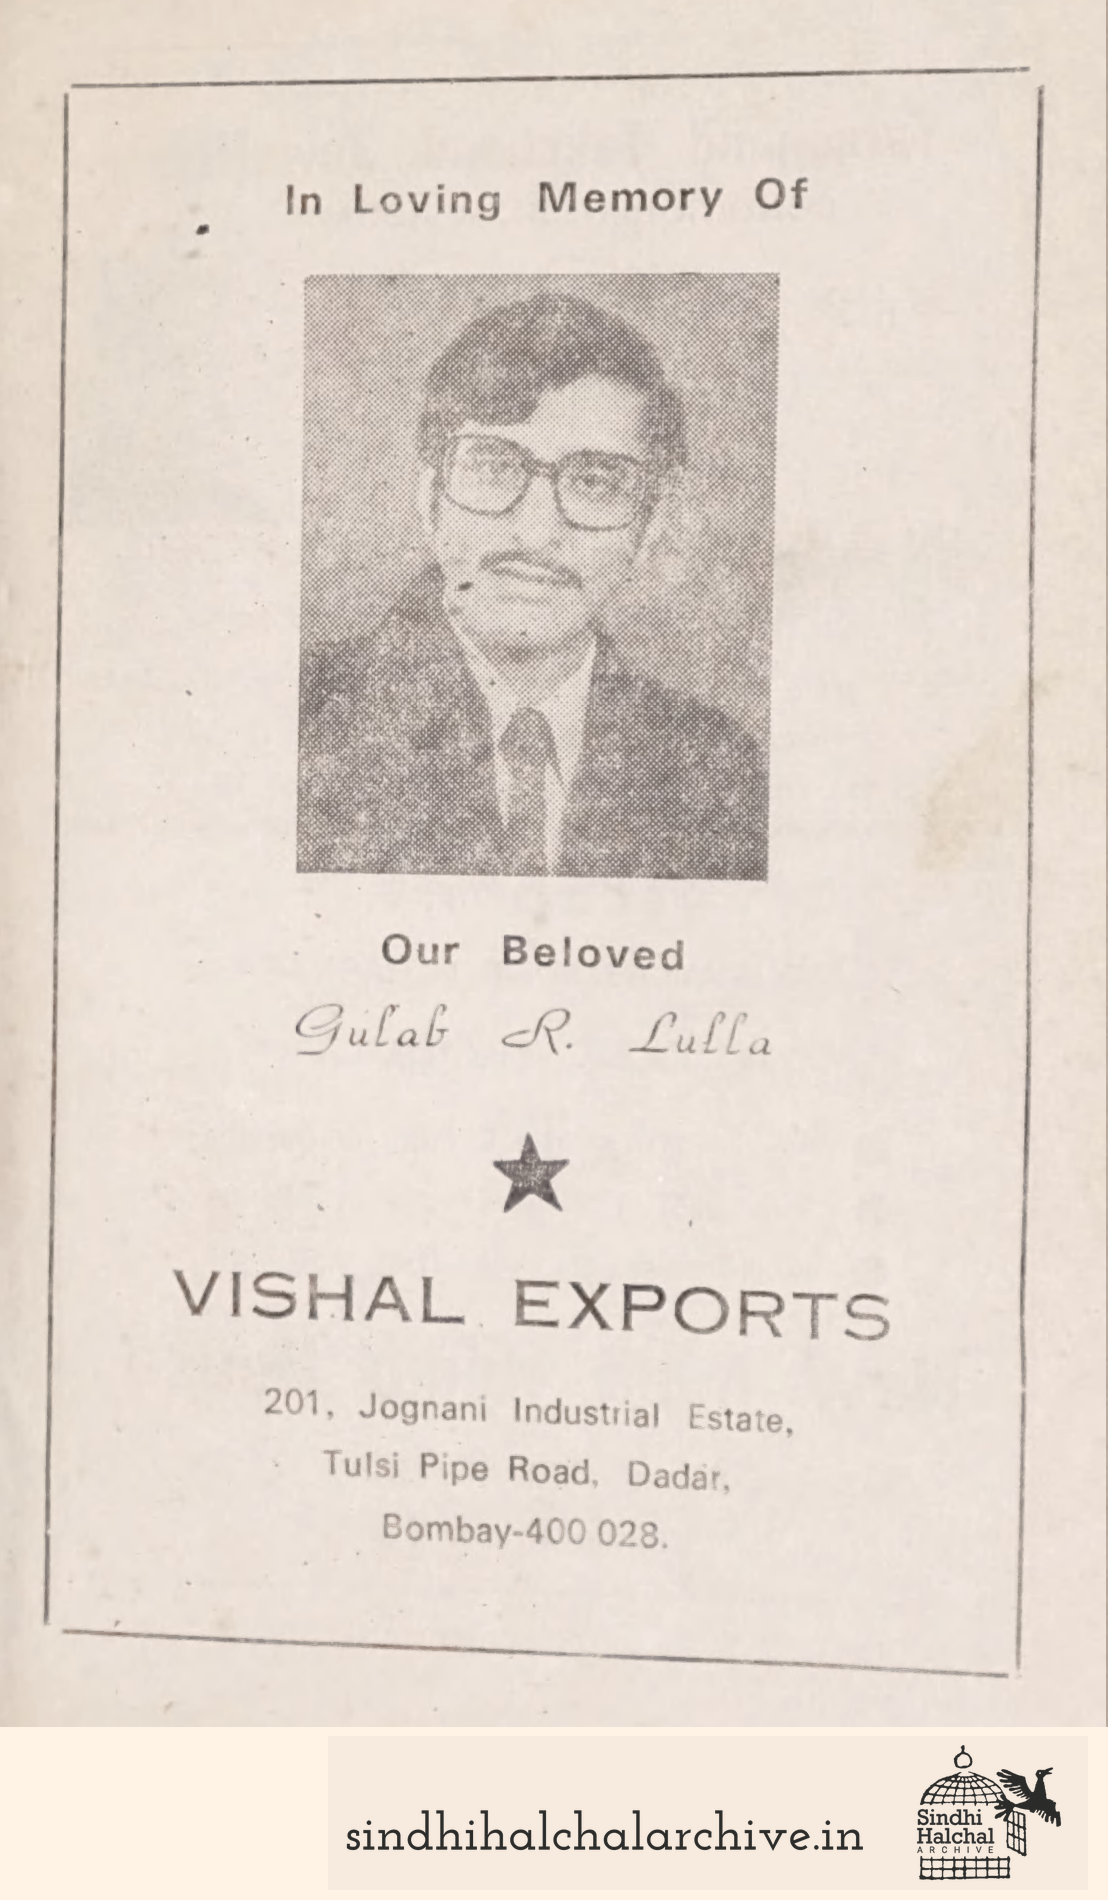 In Loving Memory Of
Our Beloved
Gulab R. Lulla
VISHAL EXPORTS
201, Jognani Industrial Estate,
Tulsi Pipe Road, Dadar,
Bombay-400 028.
sindhihalchalarchive.in
Sindhi
Halchal
ARCHIVE